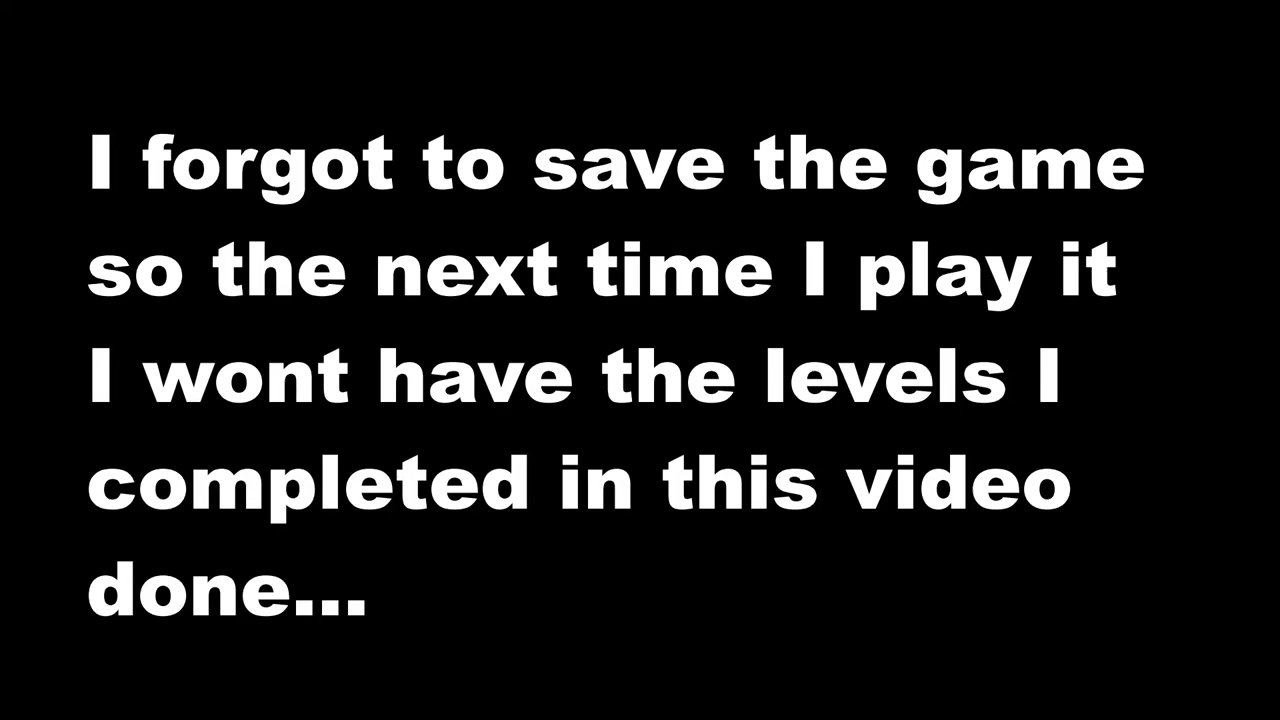 I forgot to save the game
so the next time I play it
I wont have the levels I
completed in this video
done...